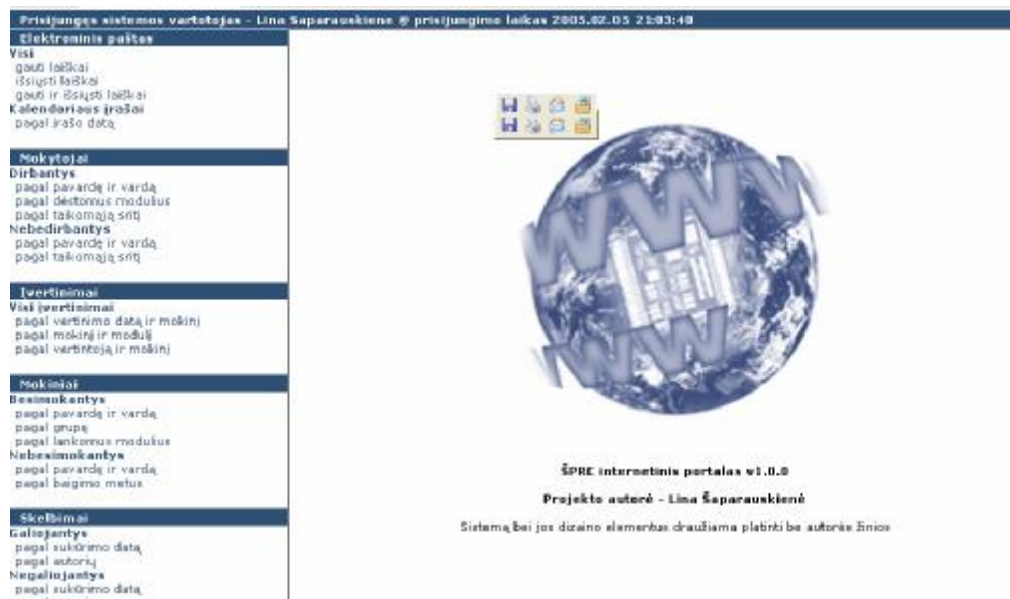 Prisijungęs sistemos vartotojas - Lina Šaparauskienė @ prisijungimo laikas 2005.02.05 21:03:40
Elektroninis paštas
Visi
gauti laiškai
išsiųsti laiškai
gauti ir išsiųsti laiškai
Kalendoriaus įrašai
pagal įrašo datą
Mokytojai
Dirbantys
pagal pavardę ir vardą
pagal dėstomus modulius
pagal taikomąją sritį
Nebedirbantys
pagal pavardę ir vardą
pagal taikomąją sritį
Įvertinimai
Visi įvertinimai
pagal vertinimo datą ir mokinį
pagal mokinį ir modulį
pagal vertintoją ir mokinį
Mokiniai
Besimokantys
pagal pavardę ir vardą
pagal grupę
pagal lankomus modulius
Nebesimokantys
pagal pavardę ir vardą
pagal baigimo metus
Skelbimai
Galiojantys
pagal sukūrimo datą
pagal autorių
Negaliojantys
pagal sukūrimo datą
WWW
WWW
ŠPRC internetinis portalas v1.0.0
Projekto autorė - Lina Šaparauskienė
Sistemą bei jos dizaino elementus draudžiama platinti be autorės žinios